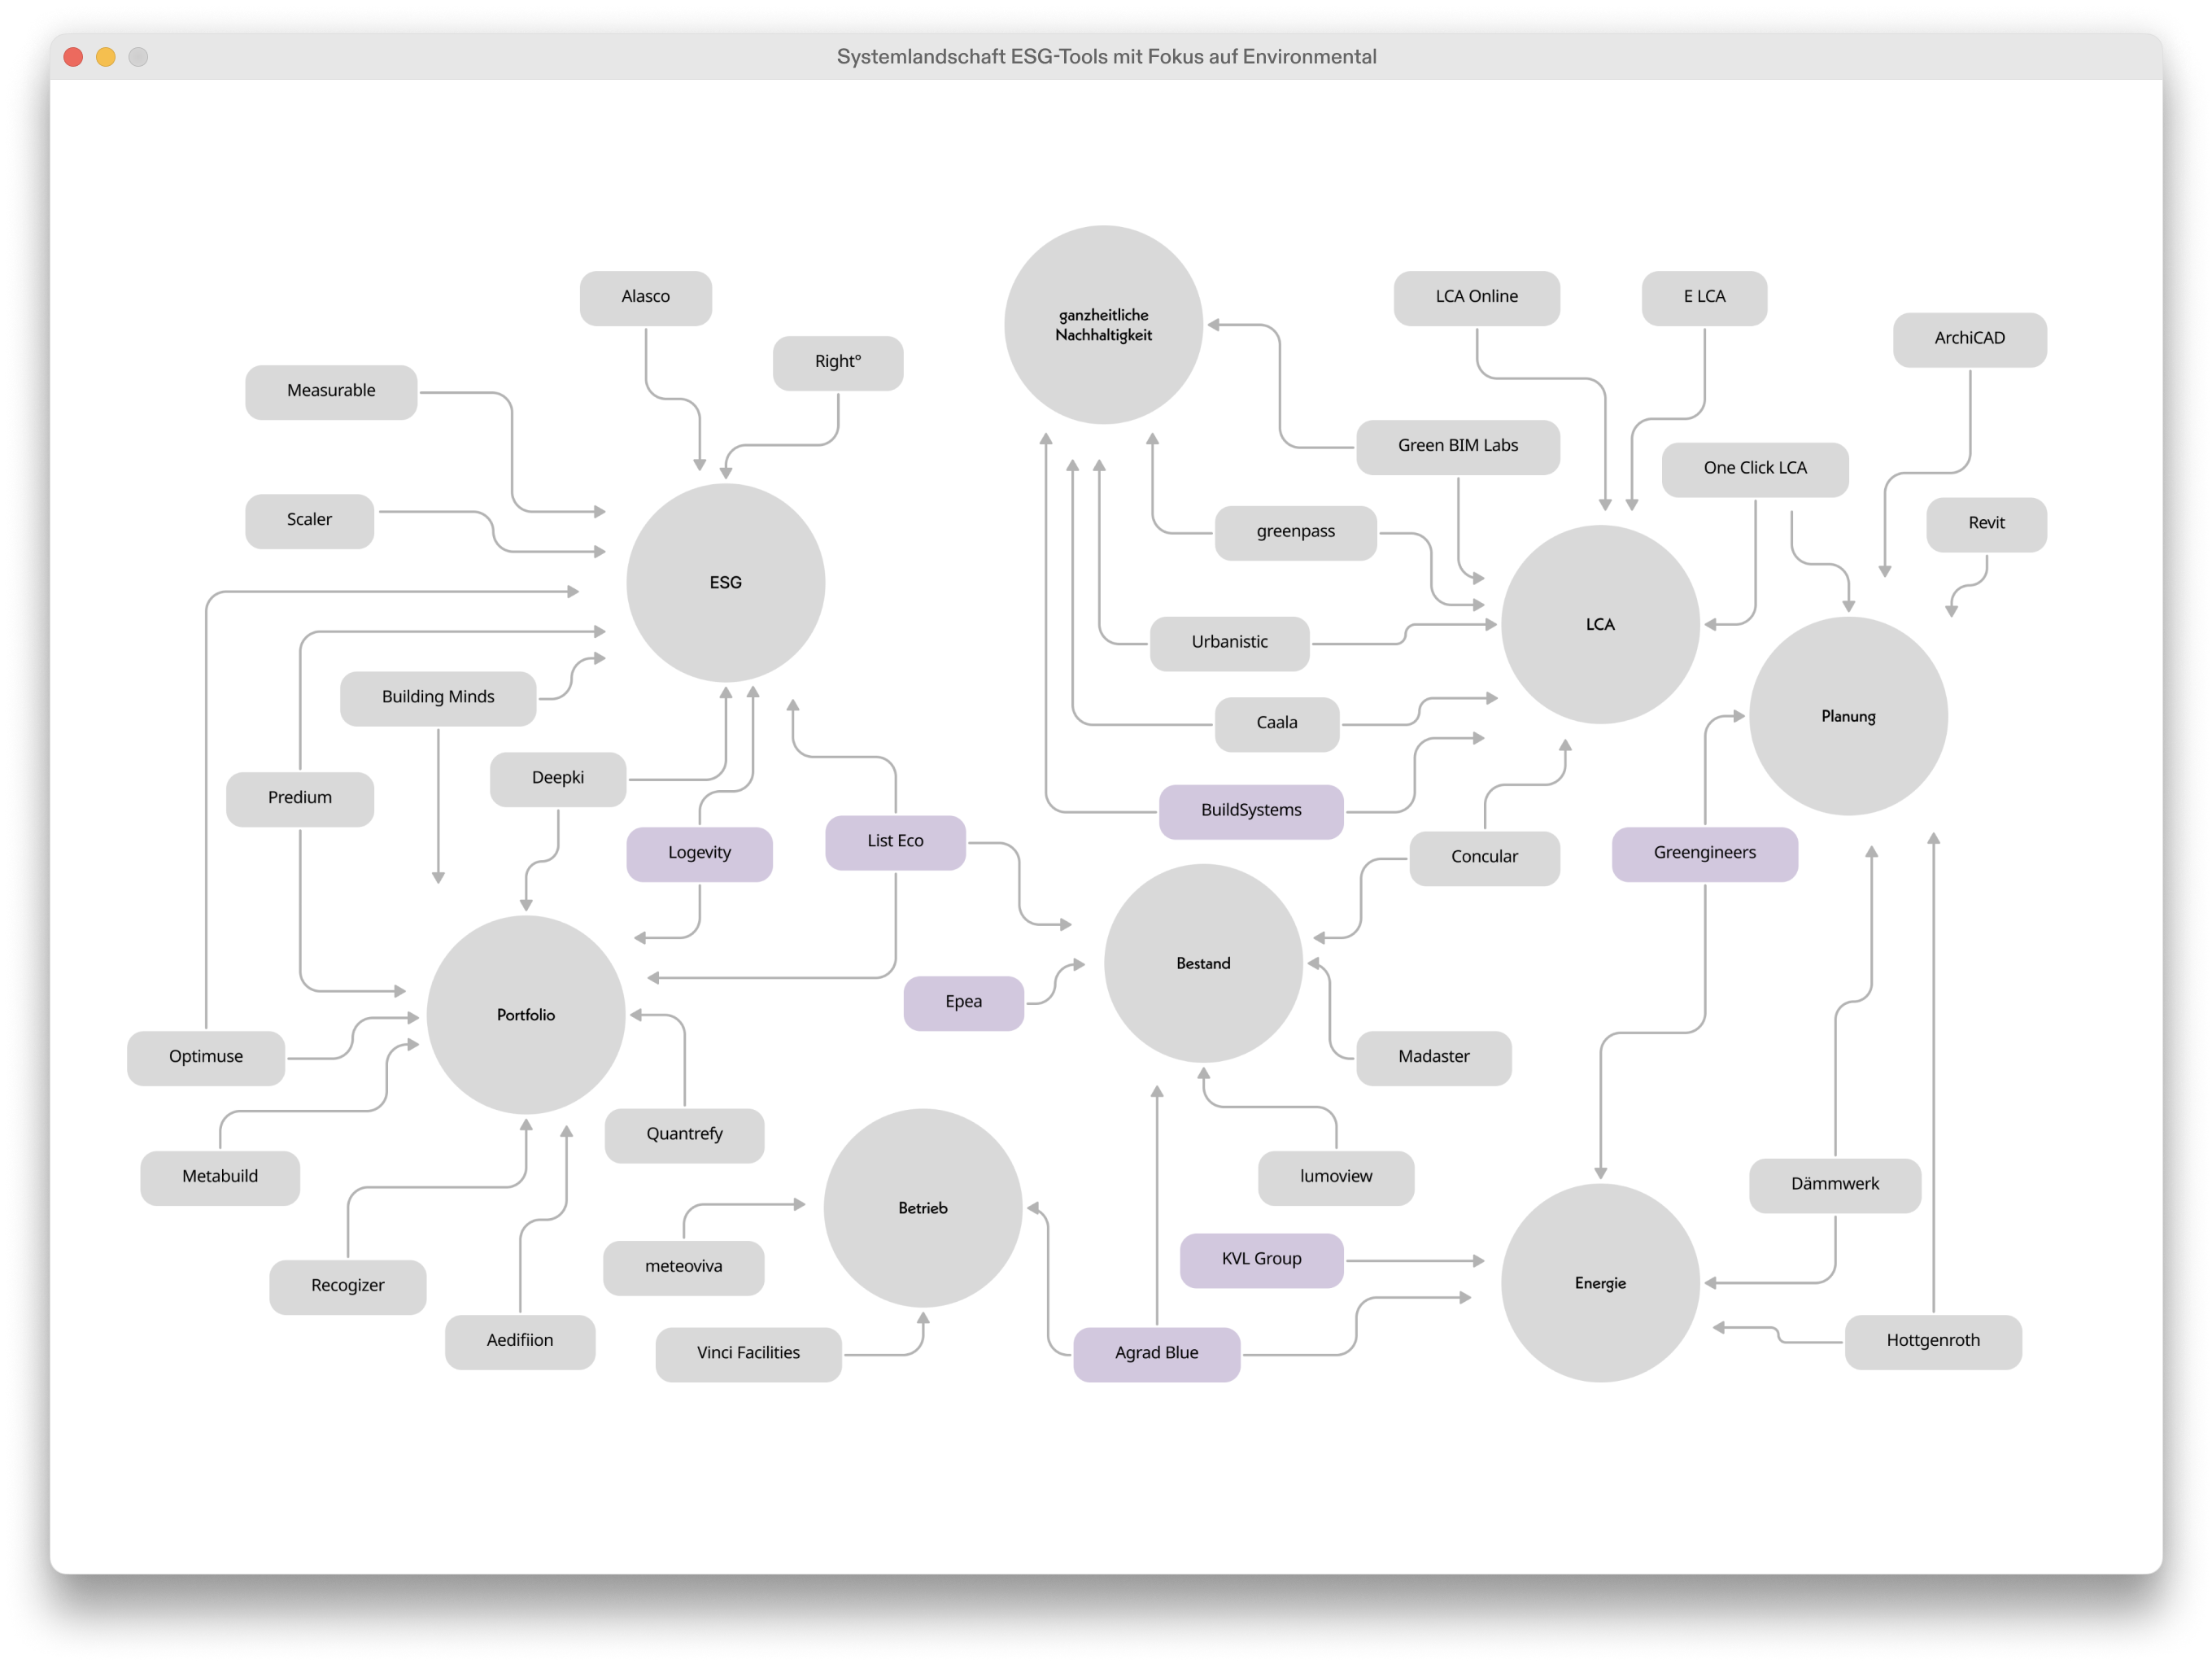 Systemlandschaft ESG-Tools mit Fokus auf Environmental
Alasco
LCA Online
E LCA
ganzheitliche
Nachhaltigkeit
ArchiCAD
Right°
Measurable
Green BIM Labs
One Click LCA
Scaler
Revit
greenpass
ESG
LCA
Urbanistic
Building Minds
Planung
Caala
Deepki
Predium
BuildSystems
List Eco
Logevity
Concular
Greengineers
Bestand
Epea
Portfolio
Optimuse
Madaster
Quantrefy
Metabuild
lumoview
Dämmwerk
Betrieb
KVL Group
meteoviva
Energie
Recogizer
Aedifiion
Hottgenroth
Vinci Facilities
Agrad Blue